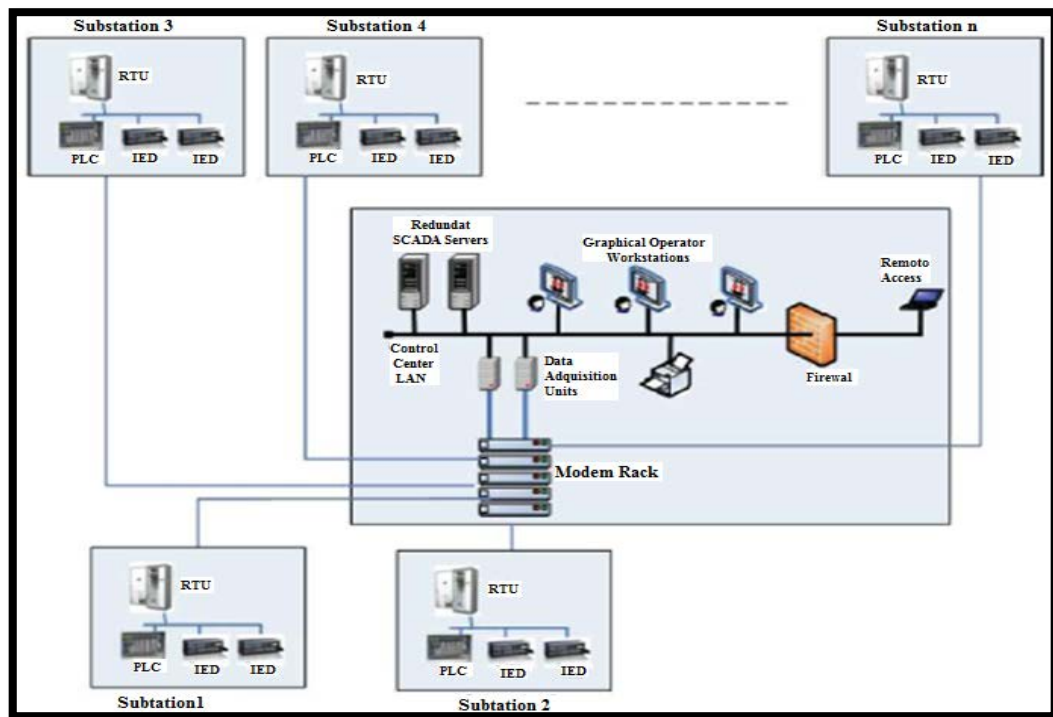 Substation 3
Substation 4
Substation n
RTU
RTU
RTU
PLC
IED
IED
PLC
IED
IED
PLC
IED
IED
Redundat
SCADA Servers
Graphical Operator
Workstations
Remoto
Access
Control
Center
LAN
Data
Adquisition
Units
Firewal
Modem Rack
RTU
RTU
PLC
IED
IED
PLC
IED
IED
Subtation1
Subtation 2